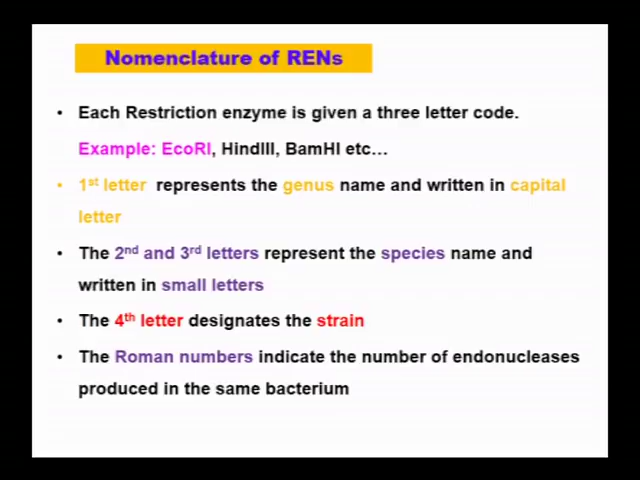 Nomenclature of RENs
• Each Restriction enzyme is given a three letter code.
Example: EcoRI, HindIII, BamHI etc...
• 1st letter represents the genus name and written in capital
letter
• The 2nd and 3rd letters represent the species name and
written in small letters
• The 4th letter designates the strain
• The Roman numbers indicate the number of endonucleases
produced in the same bacterium